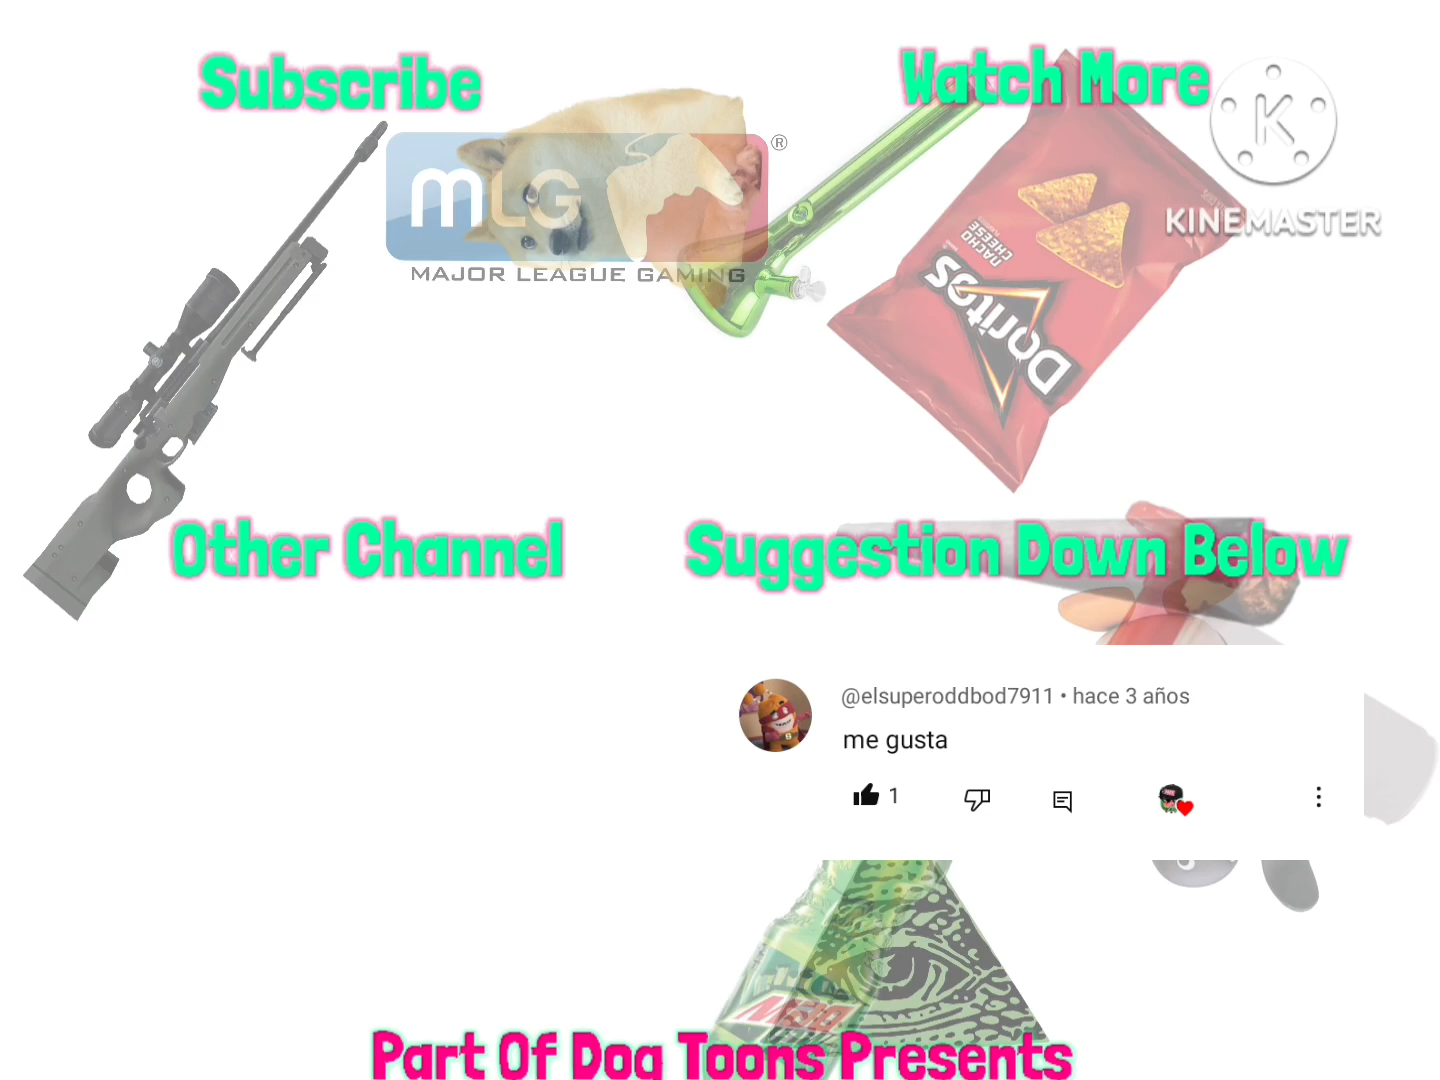 Subscribe
Watch More
K
KINEMASTER
mLG
®
MAJOR LEAGUE GAMING
NACHO
CHEESE
Doritos
Other Channel
Suggestion Down Below
@elsuperoddbod7911 • hace 3 años
me gusta
1
Part Of Dog Toons Presents